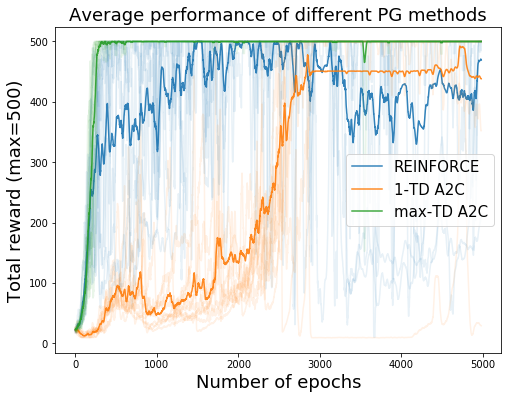 Average performance of different PG methods
Total reward (max=500)
500
400
300
200
100
0
REINFORCE
1-TD A2C
max-TD A2C
0 1000 2000 3000 4000 5000
Number of epochs